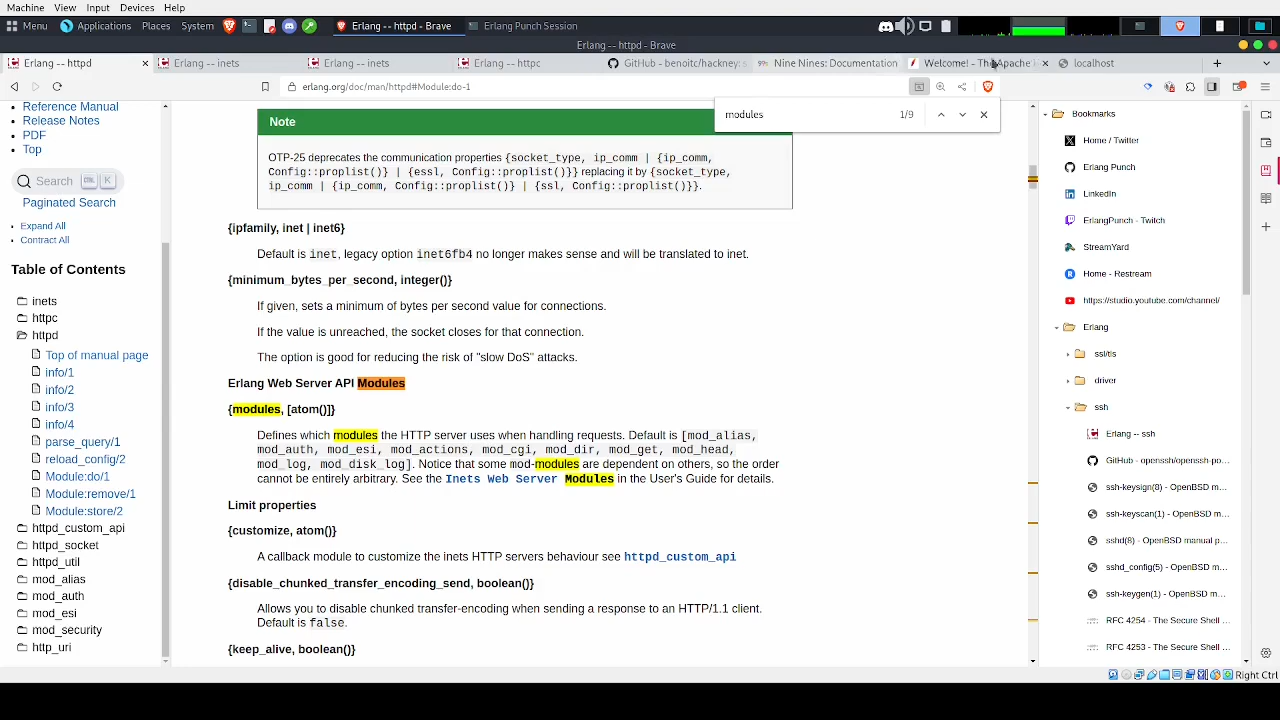 Machine View Input Devices Help
Menu Applications Places System Erlang -- httpd - Brave Erlang Punch Session
Erlang -- httpd - Brave
Erlang -- httpd Erlang -- inets Erlang -- inets Erlang -- httpc GitHub - benoitc/hackney: Nine Nines: Documentation Welcome! - The Apache localhost
erlang.org/doc/man/httpd#Module:do-1
modules 1/9
Reference Manual
Release Notes
PDF
Top
Search K
Paginated Search
Expand All
Contract All
Table of Contents
inets
httpc
httpd
Top of manual page
info/1
info/2
info/3
info/4
parse_query/1
reload_config/2
Module:do/1
Module:remove/1
Module:store/2
httpd_custom_api
httpd_socket
httpd_util
mod_alias
mod_auth
mod_esi
mod_security
http_uri
Note
OTP-25 deprecates the communication properties {socket_type, ip_comm | {ip_comm,
Config::proplist()} | {essl, Config::proplist()}} replacing it by {socket_type,
ip_comm | {ip_comm, Config::proplist()} | {ssl, Config::proplist()}}.
{ipfamily, inet | inet6}
Default is inet, legacy option inet6fb4 no longer makes sense and will be translated to inet.
{minimum_bytes_per_second, integer()}
If given, sets a minimum of bytes per second value for connections.
If the value is unreached, the socket closes for that connection.
The option is good for reducing the risk of "slow DoS" attacks.
Erlang Web Server API Modules
{modules, [atom()]}
Defines which modules the HTTP server uses when handling requests. Default is [mod_alias,
mod_auth, mod_esi, mod_actions, mod_cgi, mod_dir, mod_get, mod_head,
mod_log, mod_disk_log]. Notice that some mod-modules are dependent on others, so the order
cannot be entirely arbitrary. See the Inets Web Server Modules in the User's Guide for details.
Limit properties
{customize, atom()}
A callback module to customize the inets HTTP servers behaviour see httpd_custom_api
{disable_chunked_transfer_encoding_send, boolean()}
Allows you to disable chunked transfer-encoding when sending a response to an HTTP/1.1 client.
Default is false.
{keep_alive, boolean()}
Bookmarks
Home / Twitter
Erlang Punch
LinkedIn
ErlangPunch - Twitch
StreamYard
Home - Restream
https://studio.youtube.com/channel/
Erlang
ssl/tls
driver
ssh
Erlang -- ssh
GitHub - openssh/openssh-po...
ssh-keysign(8) - OpenBSD m...
ssh-keyscan(1) - OpenBSD m...
sshd(8) - OpenBSD manual p...
sshd_config(5) - OpenBSD m...
ssh-keygen(1) - OpenBSD m...
RFC 4254 - The Secure Shell ...
RFC 4253 - The Secure Shell ...
Right Ctrl